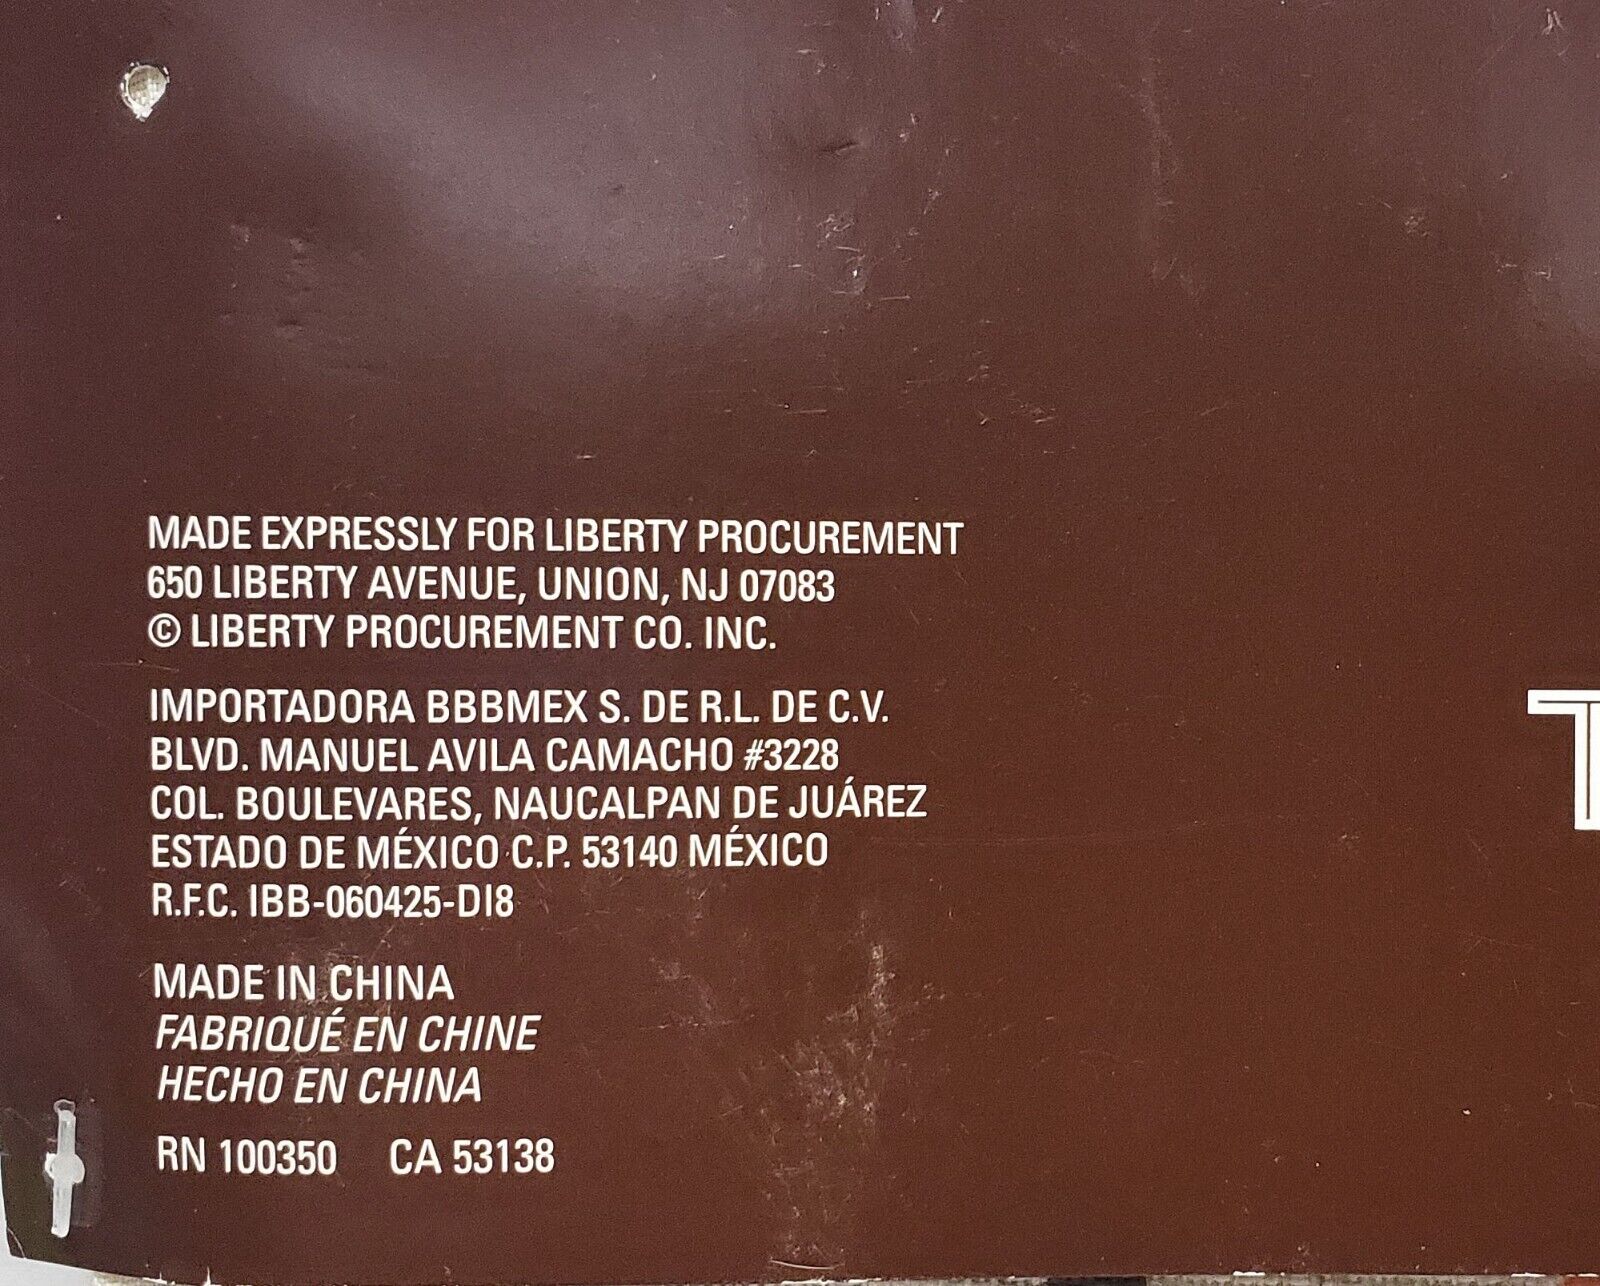 MADE EXPRESSLY FOR LIBERTY PROCUREMENT
650 LIBERTY AVENUE, UNION, NJ 07083
© LIBERTY PROCUREMENT CO. INC.
IMPORTADORA BBBMEX S. DE R.L. DE C.V.
BLVD. MANUEL AVILA CAMACHO #3228
COL. BOULEVARES, NAUCALPAN DE JUÁREZ
ESTADO DE MÉXICO C.P. 53140 MÉXICO
R.F.C. IBB-060425-DI8
MADE IN CHINA
FABRIQUÉ EN CHINE
HECHO EN CHINA
RN 100350 CA 53138